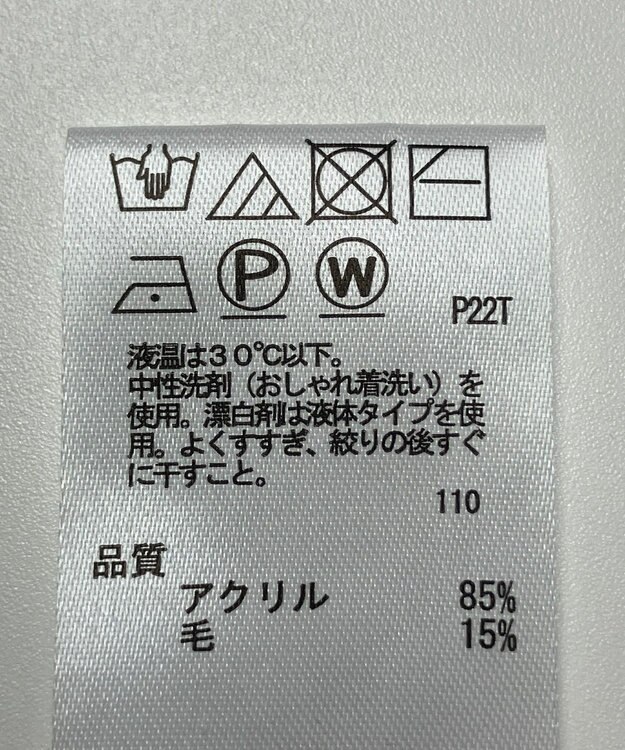 P W P22T
液温は30℃以下。
中性洗剤（おしゃれ着洗い）を
使用。漂白剤は液体タイプを使
用。よくすすぎ、絞りの後すぐ
に干すこと。
110
品質
アクリル 85%
毛 15%